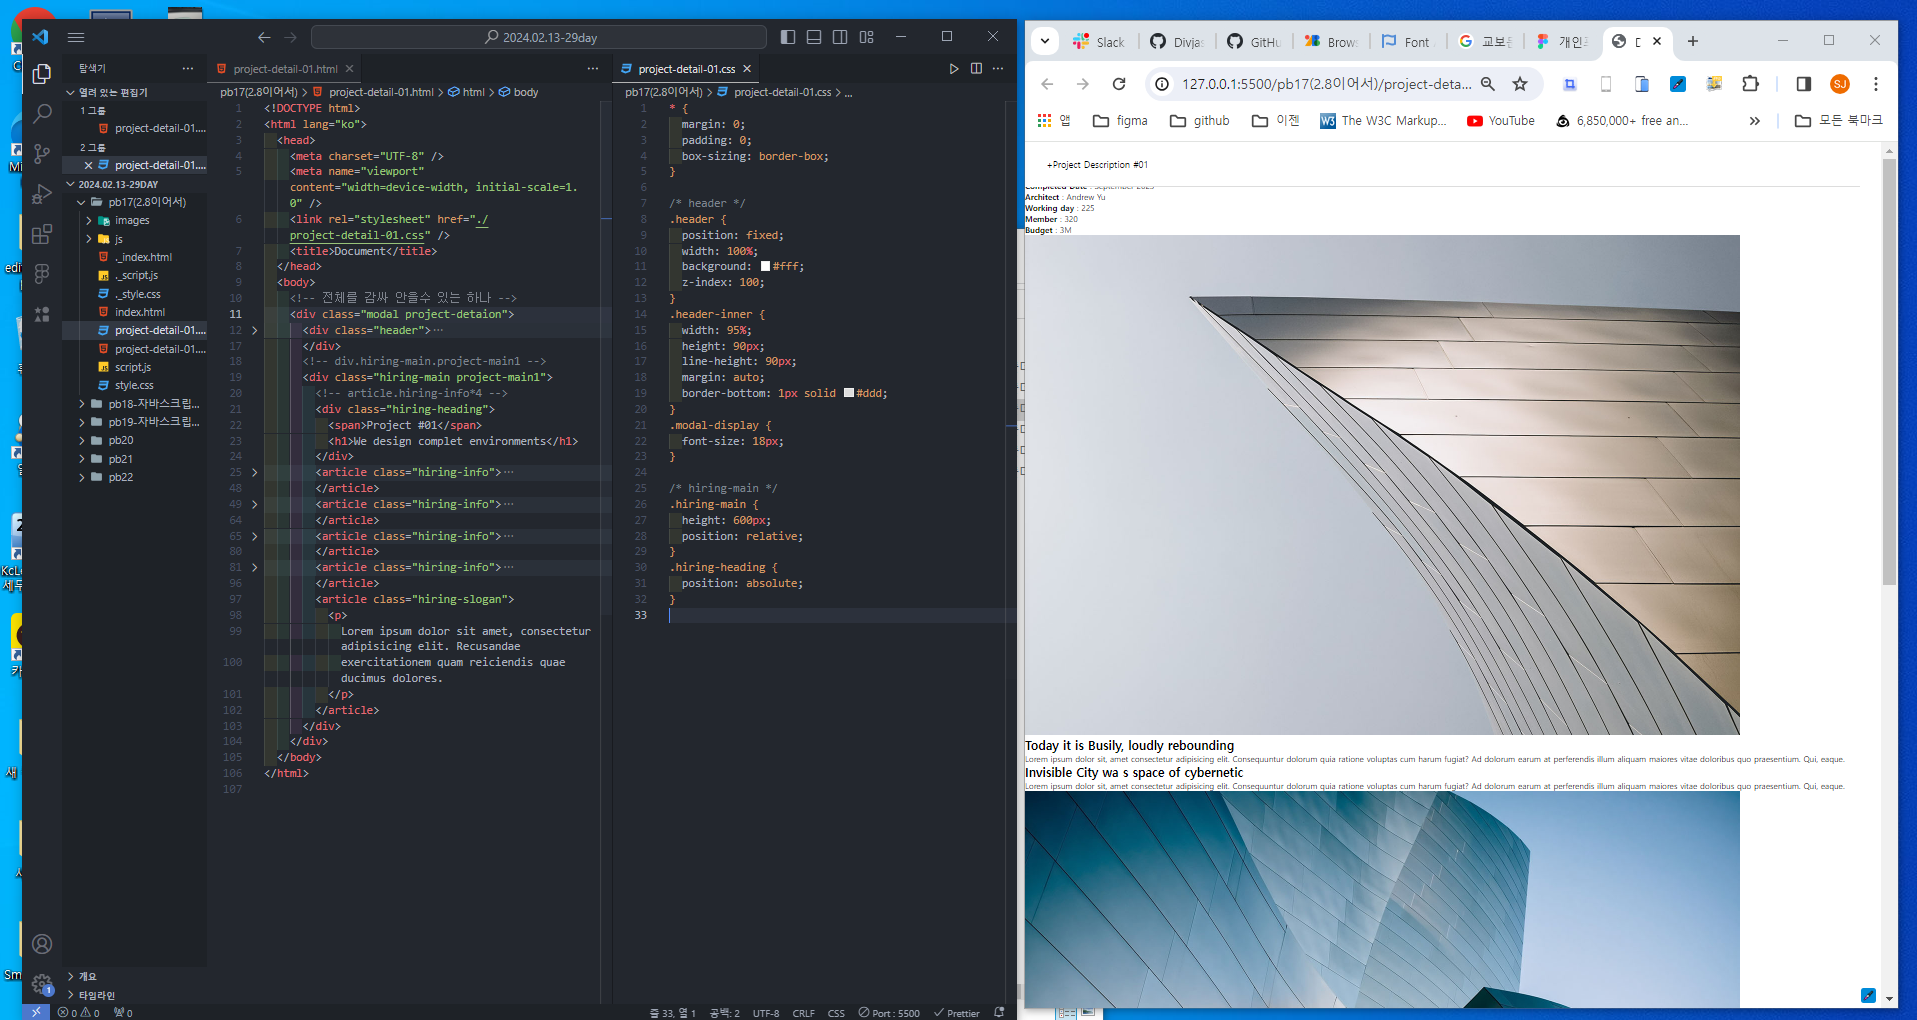 2024.02.13-29day
탐색기
열려 있는 편집기
1 그룹
project-detail-01....
2 그룹
project-detail-01....
2024.02.13-29DAY
pb17(2.8이어서)
images
js
._index.html
._script.js
._style.css
index.html
project-detail-01....
project-detail-01....
script.js
style.css
pb18-자바스크립...
pb19-자바스크립...
pb20
pb21
pb22
개요
타임라인
project-detail-01.html
pb17(2.8이어서) > project-detail-01.html > html > body
1 <!DOCTYPE html>
2 <html lang="ko">
3 <head>
4 <meta charset="UTF-8" />
5 <meta name="viewport"
content="width=device-width, initial-scale=1.
0" />
6 <link rel="stylesheet" href="./
project-detail-01.css" />
7 <title>Document</title>
8 </head>
9 <body>
10 <!-- 전체를 감싸 안을수 있는 하나 -->
11 <div class="modal project-detaion">
12 <div class="header">…
17 </div>
18 <!-- div.hiring-main.project-main1 -->
19 <div class="hiring-main project-main1">
20 <!-- article.hiring-info*4 -->
21 <div class="hiring-heading">
22 <span>Project #01</span>
23 <h1>We design complet environments</h1>
24 </div>
25 <article class="hiring-info">…
48 </article>
49 <article class="hiring-info">…
64 </article>
65 <article class="hiring-info">…
80 </article>
81 <article class="hiring-info">…
96 </article>
97 <article class="hiring-slogan">
98 <p>
99 Lorem ipsum dolor sit amet, consectetur
adipisicing elit. Recusandae
100 exercitationem quam reiciendis quae
ducimus dolores.
101 </p>
102 </article>
103 </div>
104 </div>
105 </body>
106 </html>
107
project-detail-01.css
pb17(2.8이어서) > project-detail-01.css > ...
1 * {
2 margin: 0;
3 padding: 0;
4 box-sizing: border-box;
5 }
6
7 /* header */
8 .header {
9 position: fixed;
10 width: 100%;
11 background: #fff;
12 z-index: 100;
13 }
14 .header-inner {
15 width: 95%;
16 height: 90px;
17 line-height: 90px;
18 margin: auto;
19 border-bottom: 1px solid #ddd;
20 }
21 .modal-display {
22 font-size: 18px;
23 }
24
25 /* hiring-main */
26 .hiring-main {
27 height: 600px;
28 position: relative;
29 }
30 .hiring-heading {
31 position: absolute;
32 }
33
0 0 0
줄 33, 열 1 공백: 2 UTF-8 CRLF CSS Port : 5500 Prettier
Slack Divja GitHu Brow Font 교보 개인 D
127.0.0.1:5500/pb17(2.8이어서)/project-deta...
SJ
앱 figma github 이젠 The W3C Markup... YouTube 6,850,000+ free an... » 모든 북마크
+Project Description #01
Completed Date : September 2023
Architect : Andrew Yu
Working day : 225
Member : 320
Budget : 3M
Today it is Busily, loudly rebounding
Lorem ipsum dolor sit, amet consectetur adipisicing elit. Consequuntur dolorum quia ratione voluptas cum harum fugiat? Ad dolorum earum at perferendis illum aliquam maiores vitae doloribus quo praesentium. Qui, eaque.
Invisible City wa s space of cybernetic
Lorem ipsum dolor sit, amet consectetur adipisicing elit. Consequuntur dolorum quia ratione voluptas cum harum fugiat? Ad dolorum earum at perferendis illum aliquam maiores vitae doloribus quo praesentium. Qui, eaque.